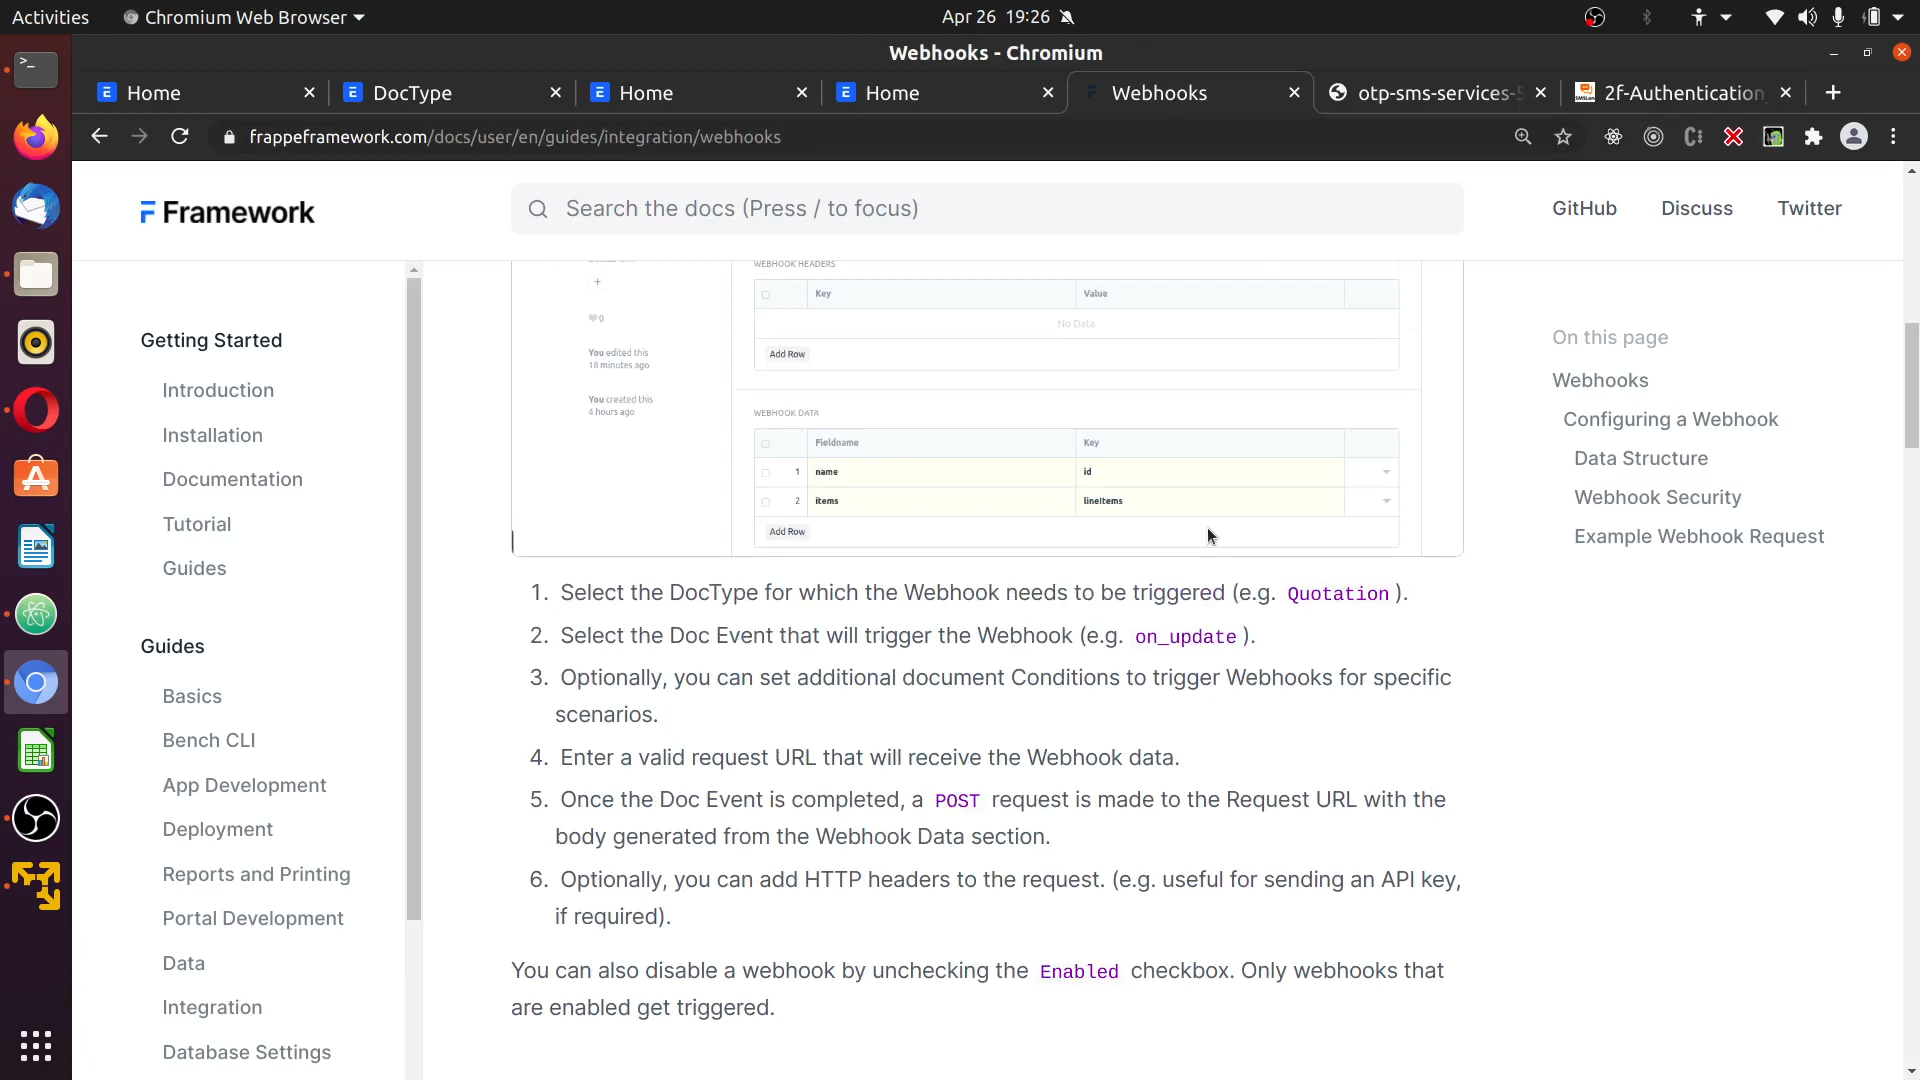 Activities
Chromium Web Browser
Apr 26 19:26
Webhooks - Chromium
Home
DocType
Home
Home
Webhooks
otp-sms-services-
2f-Authentication
frappeframework.com/docs/user/en/guides/integration/webhooks
Framework
Search the docs (Press / to focus)
GitHub
Discuss
Twitter
Getting Started
Introduction
Installation
Documentation
Tutorial
Guides
Guides
Basics
Bench CLI
App Development
Deployment
Reports and Printing
Portal Development
Data
Integration
Database Settings
0
You edited this
18 minutes ago
You created this
4 hours ago
WEBHOOK HEADERS
Key Value
No Data
Add Row
WEBHOOK DATA
Fieldname Key
1 name id
2 items lineItems
Add Row
1. Select the DocType for which the Webhook needs to be triggered (e.g. Quotation ).
2. Select the Doc Event that will trigger the Webhook (e.g. on_update ).
3. Optionally, you can set additional document Conditions to trigger Webhooks for specific
scenarios.
4. Enter a valid request URL that will receive the Webhook data.
5. Once the Doc Event is completed, a POST request is made to the Request URL with the
body generated from the Webhook Data section.
6. Optionally, you can add HTTP headers to the request. (e.g. useful for sending an API key,
if required).
You can also disable a webhook by unchecking the Enabled checkbox. Only webhooks that
are enabled get triggered.
On this page
Webhooks
Configuring a Webhook
Data Structure
Webhook Security
Example Webhook Request